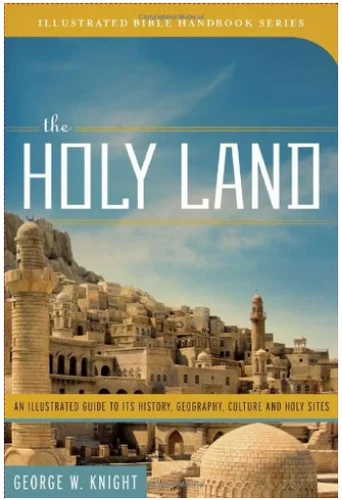 ILLUSTRATED BIBLE HANDBOOK SERIES
the
HOLY LAND
AN ILLUSTRATED GUIDE TO ITS HISTORY, GEOGRAPHY, CULTURE AND HOLY SITES
GEORGE W. KNIGHT